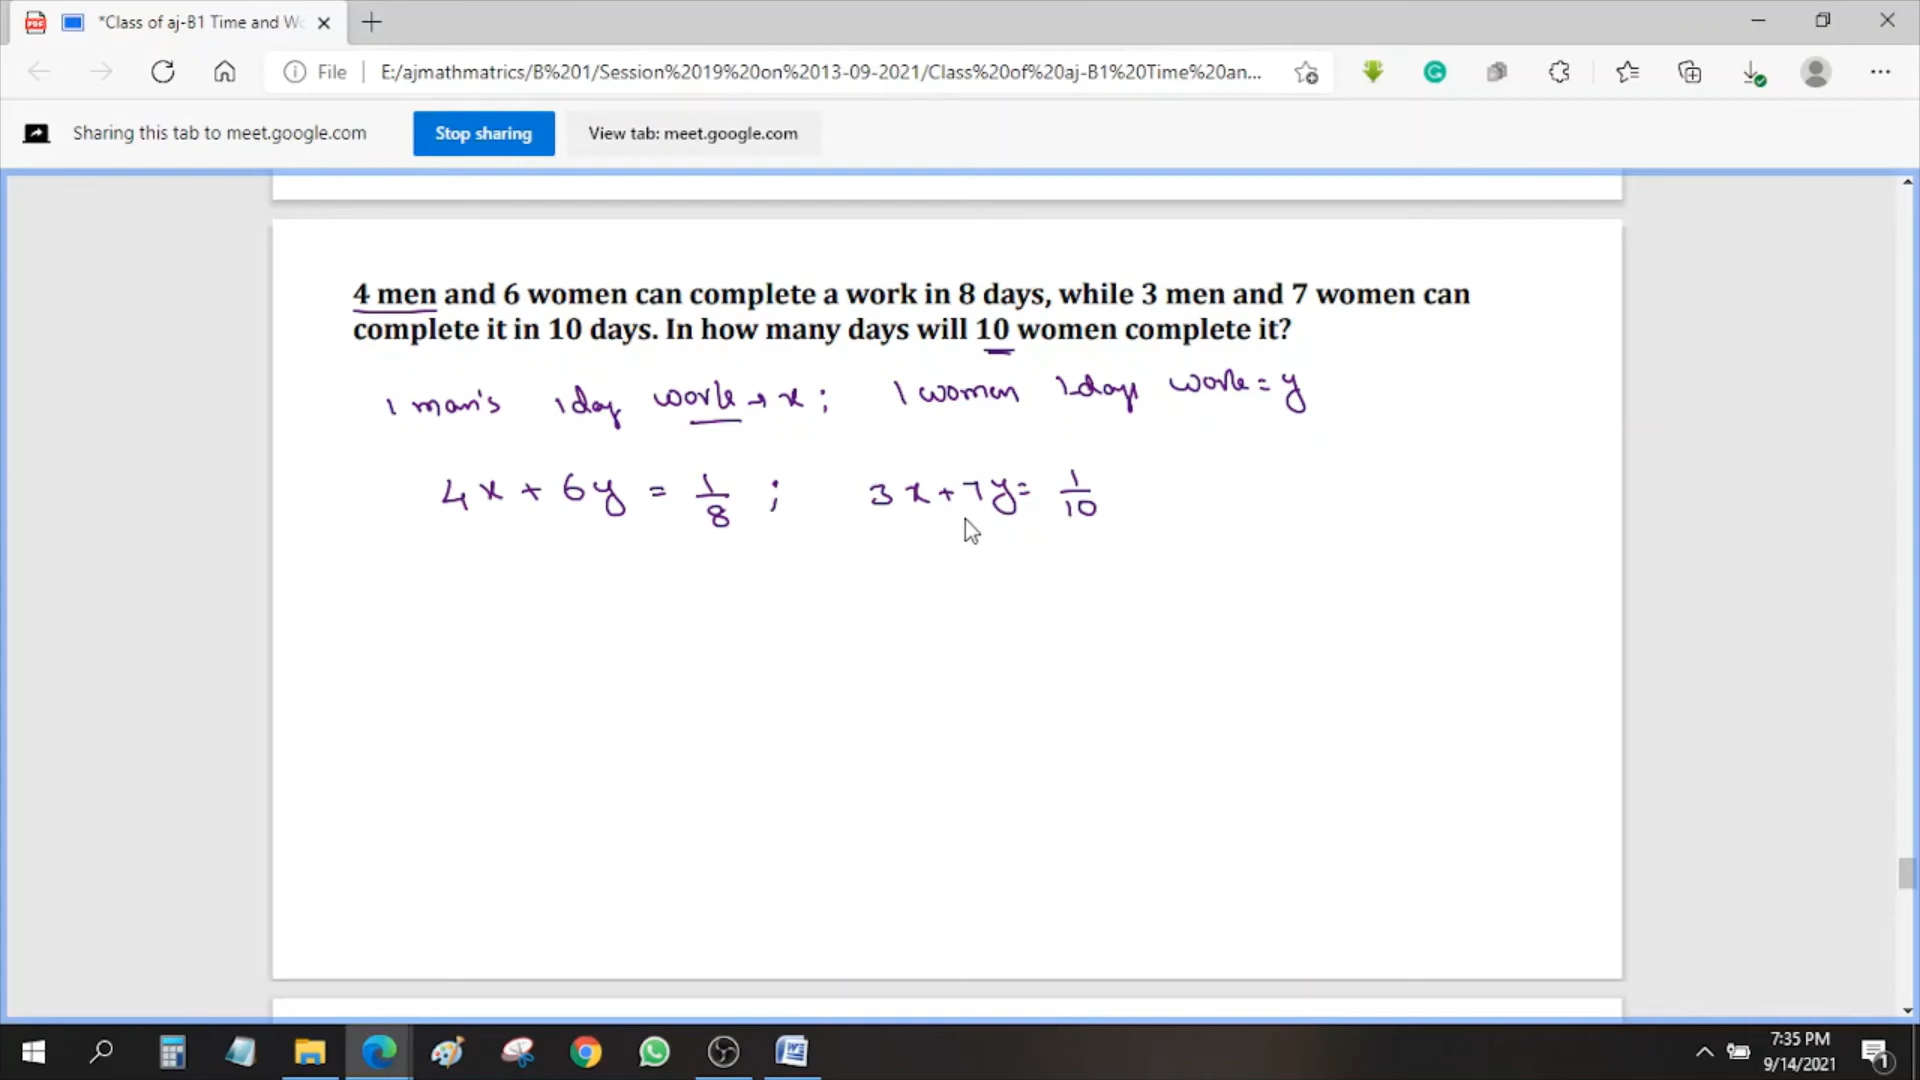 *Class of aj-B1 Time and Wo
File
E:/ajmathmatrics/B%201/Session%2019%20on%2013-09-2021/Class%20of%20aj-B1%20Time%20an...
Sharing this tab to meet.google.com
Stop sharing
View tab: meet.google.com
4 men and 6 women can complete a work in 8 days, while 3 men and 7 women can
complete it in 10 days. In how many days will 10 women complete it?
1 man's 1day work → x ; 1 women 1days work = y
4x + 6y = 1/8 ; 3x + 7y = 1/10
7:35 PM
9/14/2021
1